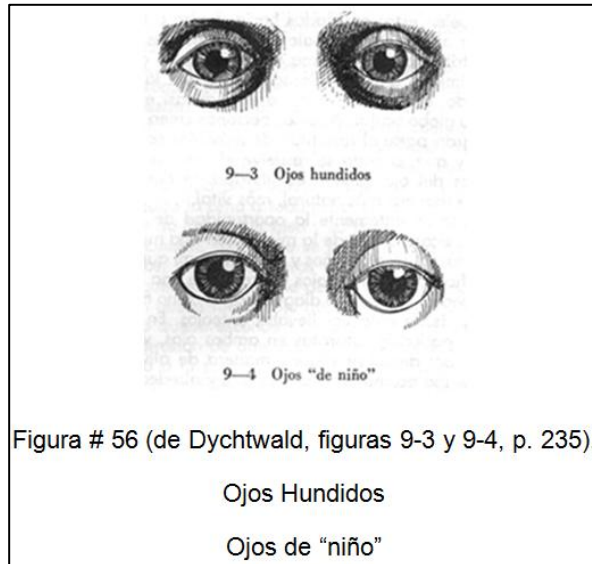 9—3 Ojos hundidos
9—4 Ojos "de niño"
Figura # 56 (de Dychtwald, figuras 9-3 y 9-4, p. 235)
Ojos Hundidos
Ojos de “niño”